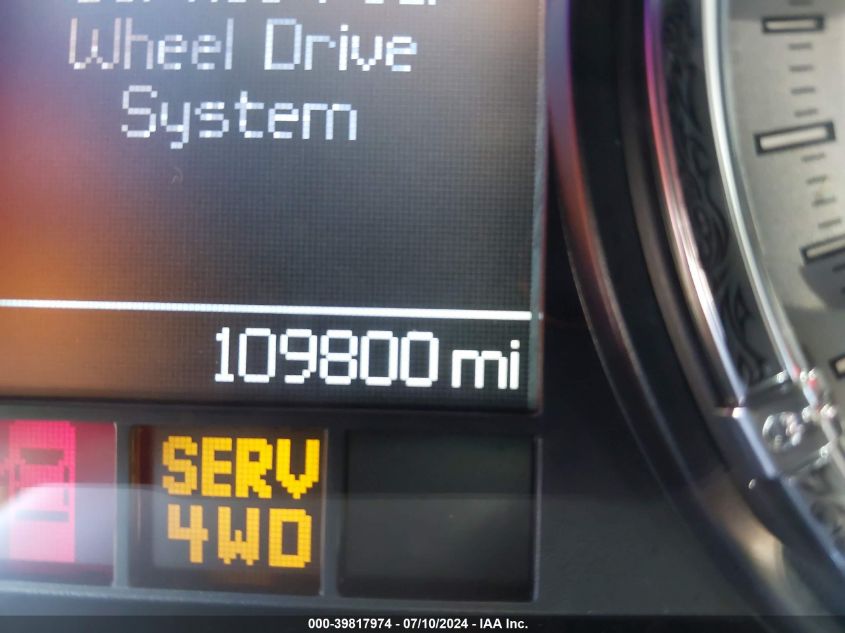 Wheel Drive
System
109800 mi
SERV
4WD
000-39817974 - 07/10/2024 - IAA Inc.